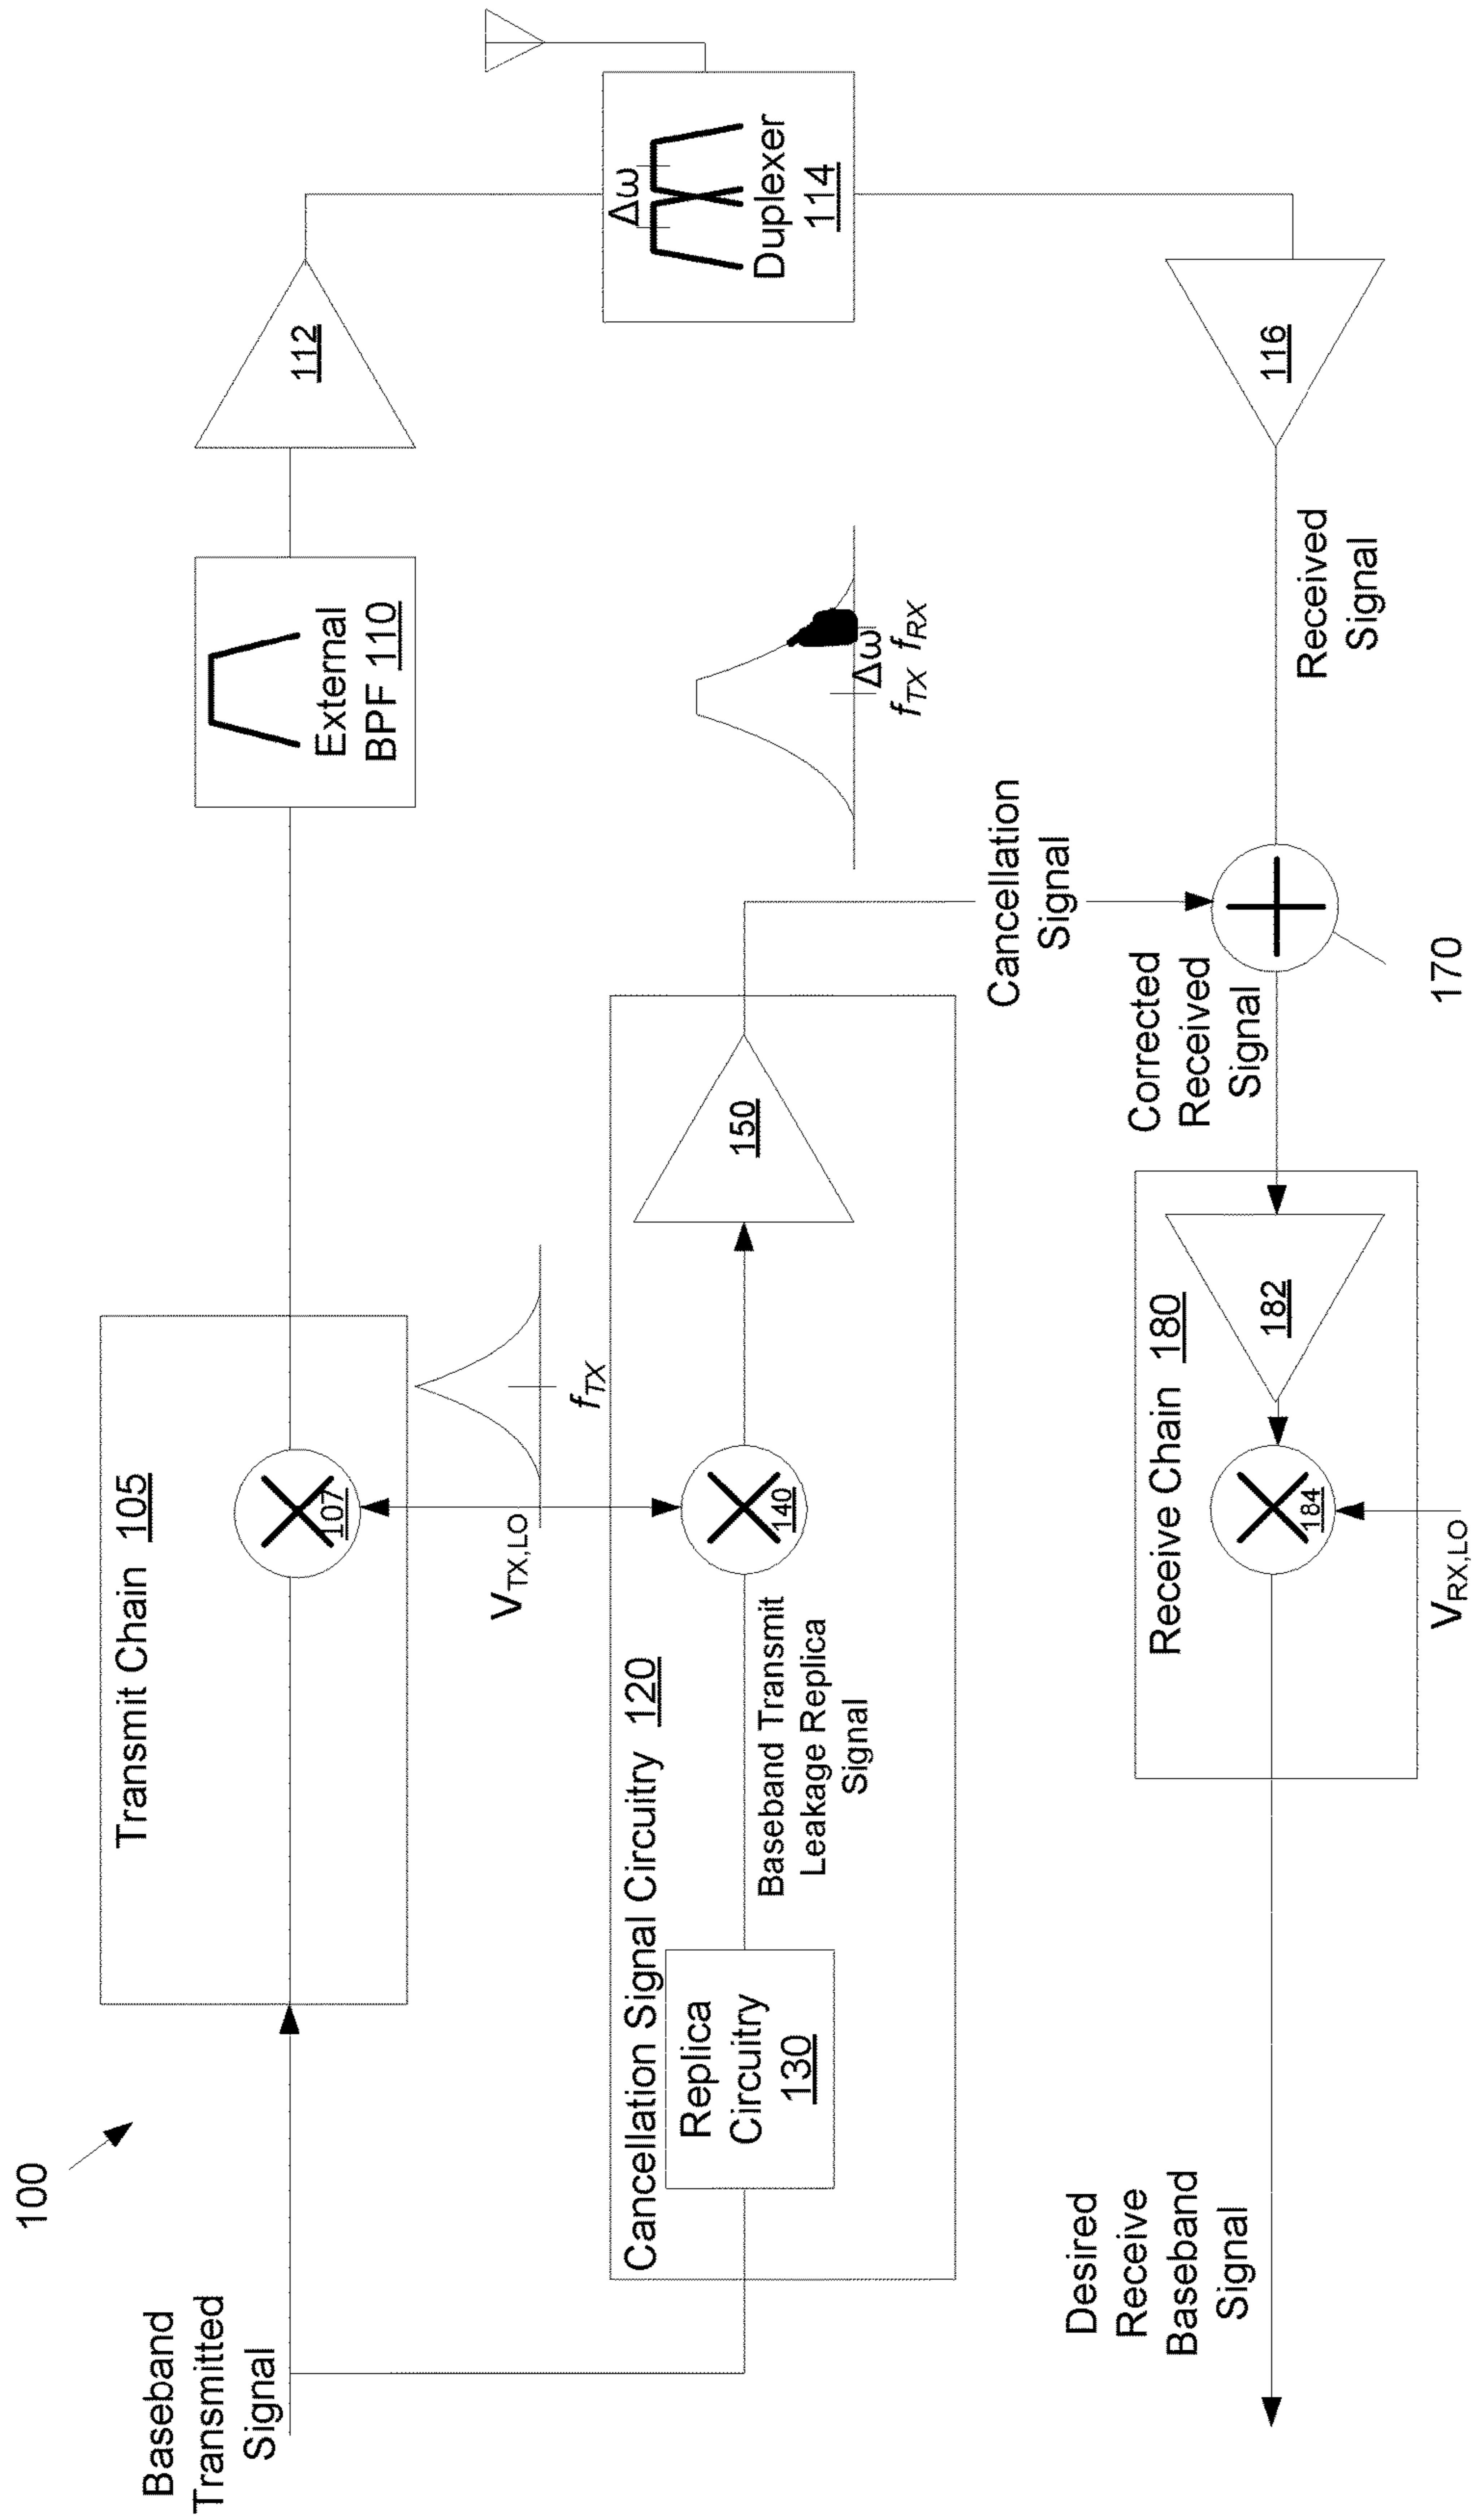 100
Baseband
Transmitted
Signal
Transmit Chain 105
107
V_TX,LO
f_TX
External
BPF 110
112
Δω
Duplexer
114
Cancellation Signal Circuitry 120
Replica
Circuitry
130
Baseband Transmit
Leakage Replica
Signal
140
150
Δω
f_TX f_RX
Cancellation
Signal
116
Received
Signal
170
Corrected
Received
Signal
Receive Chain 180
182
184
V_RX,LO
Desired
Receive
Baseband
Signal